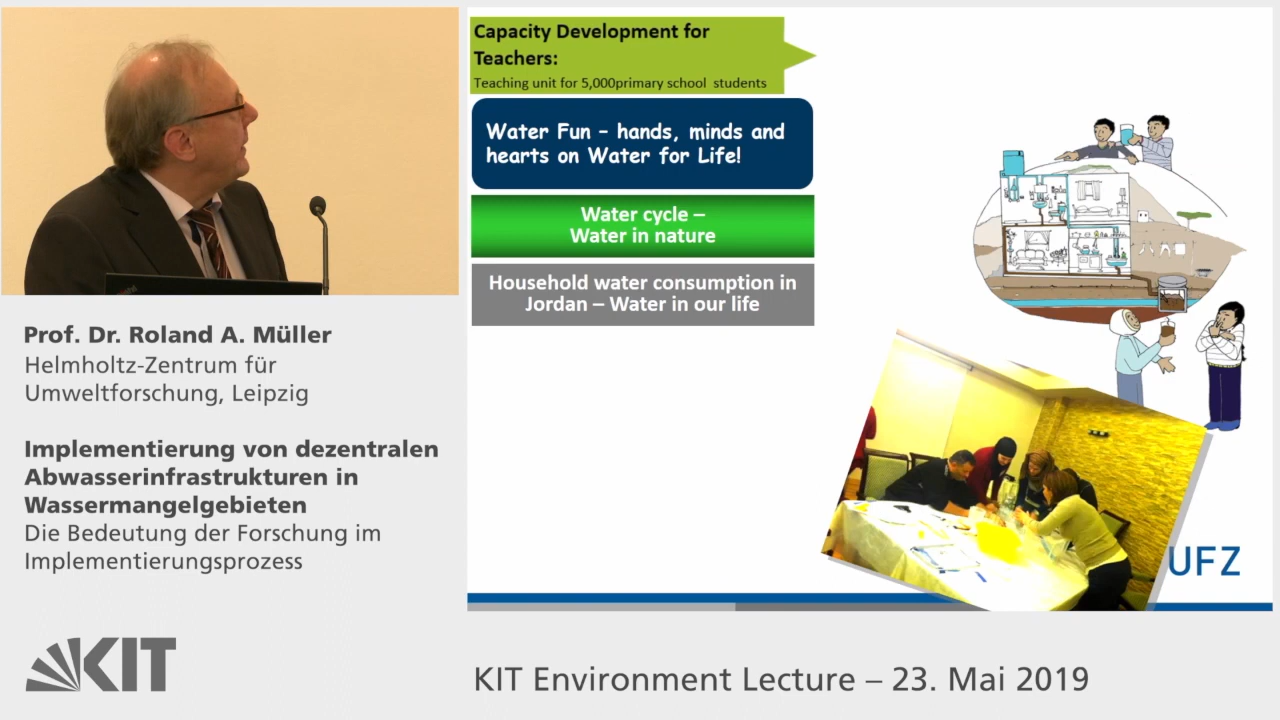 Capacity Development for
Teachers:
Teaching unit for 5,000primary school students
Water Fun – hands, minds and
hearts on Water for Life!
Water cycle –
Water in nature
Household water consumption in
Jordan – Water in our life
UFZ
Prof. Dr. Roland A. Müller
Helmholtz-Zentrum für
Umweltforschung, Leipzig
Implementierung von dezentralen
Abwasserinfrastrukturen in
Wassermangelgebieten
Die Bedeutung der Forschung im
Implementierungsprozess
KIT
KIT Environment Lecture – 23. Mai 2019